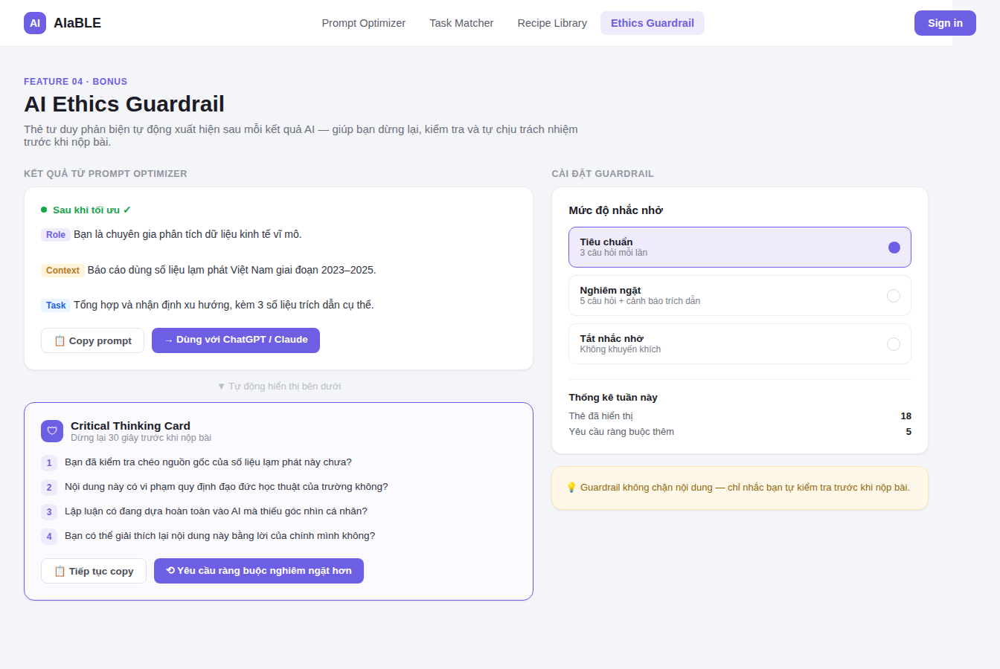 AI AIaBLE
Prompt Optimizer Task Matcher Recipe Library Ethics Guardrail
Sign in
FEATURE 04 · BONUS
AI Ethics Guardrail
Thẻ tư duy phản biện tự động xuất hiện sau mỗi kết quả AI — giúp bạn dừng lại, kiểm tra và tự chịu trách nhiệm
trước khi nộp bài.
KẾT QUẢ TỪ PROMPT OPTIMIZER
Sau khi tối ưu ✓
Role Bạn là chuyên gia phân tích dữ liệu kinh tế vĩ mô.
Context Báo cáo dùng số liệu lạm phát Việt Nam giai đoạn 2023–2025.
Task Tổng hợp và nhận định xu hướng, kèm 3 số liệu trích dẫn cụ thể.
📋 Copy prompt
→ Dùng với ChatGPT / Claude
▼ Tự động hiển thị bên dưới
Critical Thinking Card
Dừng lại 30 giây trước khi nộp bài
1 Bạn đã kiểm tra chéo nguồn gốc của số liệu lạm phát này chưa?
2 Nội dung này có vi phạm quy định đạo đức học thuật của trường không?
3 Lập luận có đang dựa hoàn toàn vào AI mà thiếu góc nhìn cá nhân?
4 Bạn có thể giải thích lại nội dung này bằng lời của chính mình không?
📋 Tiếp tục copy
⟲ Yêu cầu ràng buộc nghiêm ngặt hơn
CÀI ĐẶT GUARDRAIL
Mức độ nhắc nhở
Tiêu chuẩn
3 câu hỏi mỗi lần
Nghiêm ngặt
5 câu hỏi + cảnh báo trích dẫn
Tắt nhắc nhở
Không khuyến khích
Thống kê tuần này
Thẻ đã hiển thị 18
Yêu cầu ràng buộc thêm 5
💡 Guardrail không chặn nội dung — chỉ nhắc bạn tự kiểm tra trước khi nộp bài.